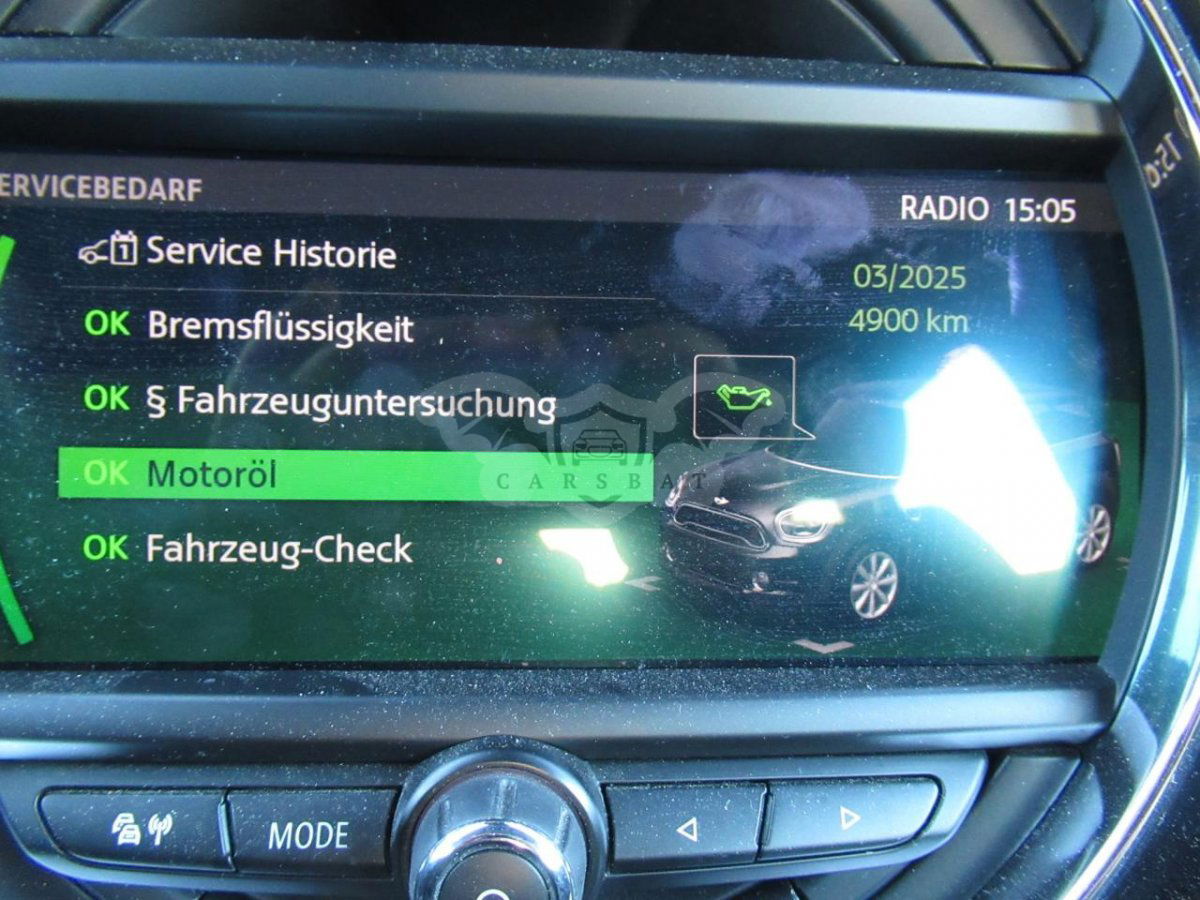 ERVICEBEDARF
RADIO 15:05
1 Service Historie
03/2025
4900 km
OK Bremsflüssigkeit
OK § Fahrzeuguntersuchung
OK Motoröl
OK Fahrzeug-Check
CARSBAT
MODE